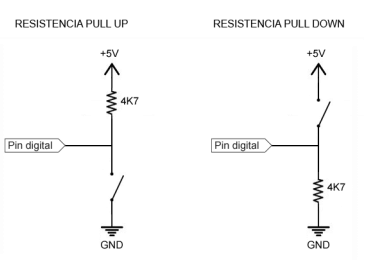 RESISTENCIA PULL UP
+5V
4K7
Pin digital
GND
RESISTENCIA PULL DOWN
+5V
Pin digital
4K7
GND